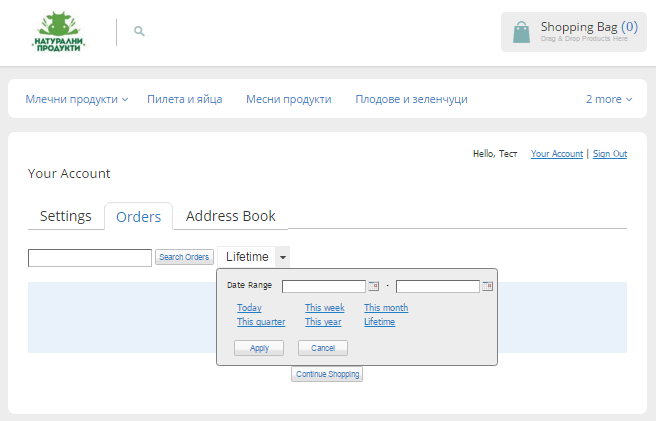 НАТУРАЛНИ
ПРОДУКТИ
Shopping Bag (0)
Drag & Drop Products Here
Млечни продукти
Пилета и яйца
Месни продукти
Плодове и зеленчуци
2 more
Hello, Тест
Your Account | Sign Out
Your Account
Settings
Orders
Address Book
Search Orders
Lifetime
Date Range
-
Today
This week
This month
This quarter
This year
Lifetime
Apply
Cancel
Continue Shopping